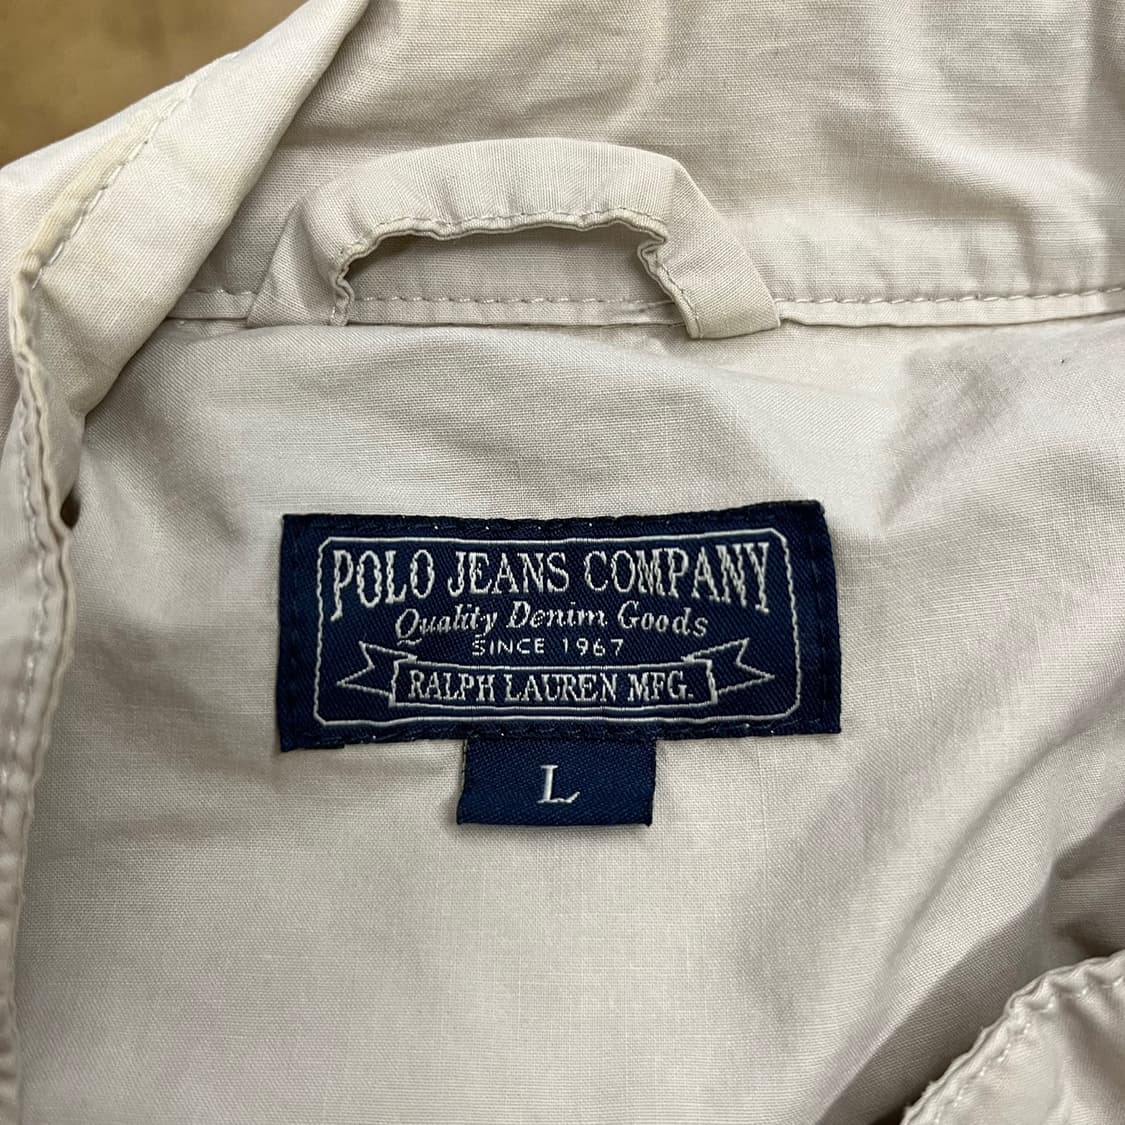 POLO JEANS COMPANY
Quality Denim Goods
SINCE 1967
RALPH LAUREN MFG.
L